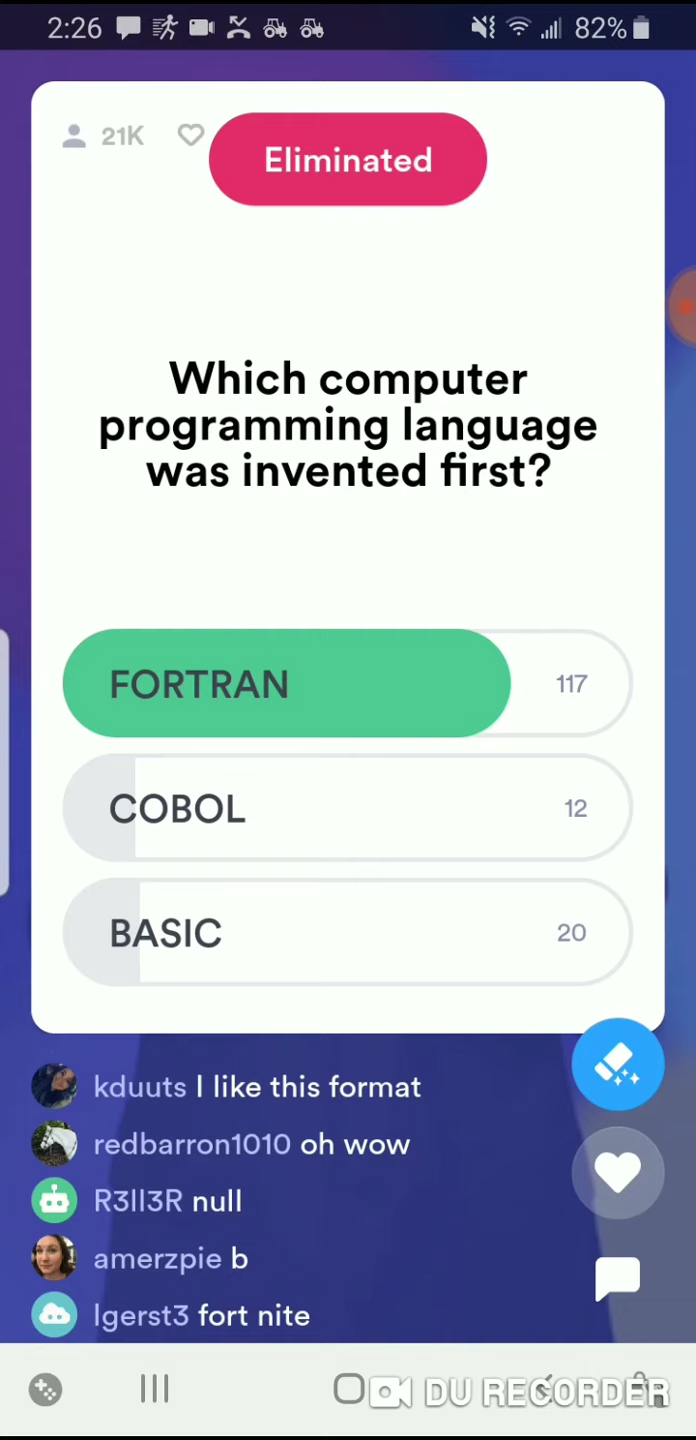 2:26 82%
21K
Eliminated
Which computer
programming language
was invented first?
FORTRAN 117
COBOL 12
BASIC 20
kduuts I like this format
redbarron1010 oh wow
R3ll3R null
amerzpie b
lgerst3 fort nite
DU RECORDER